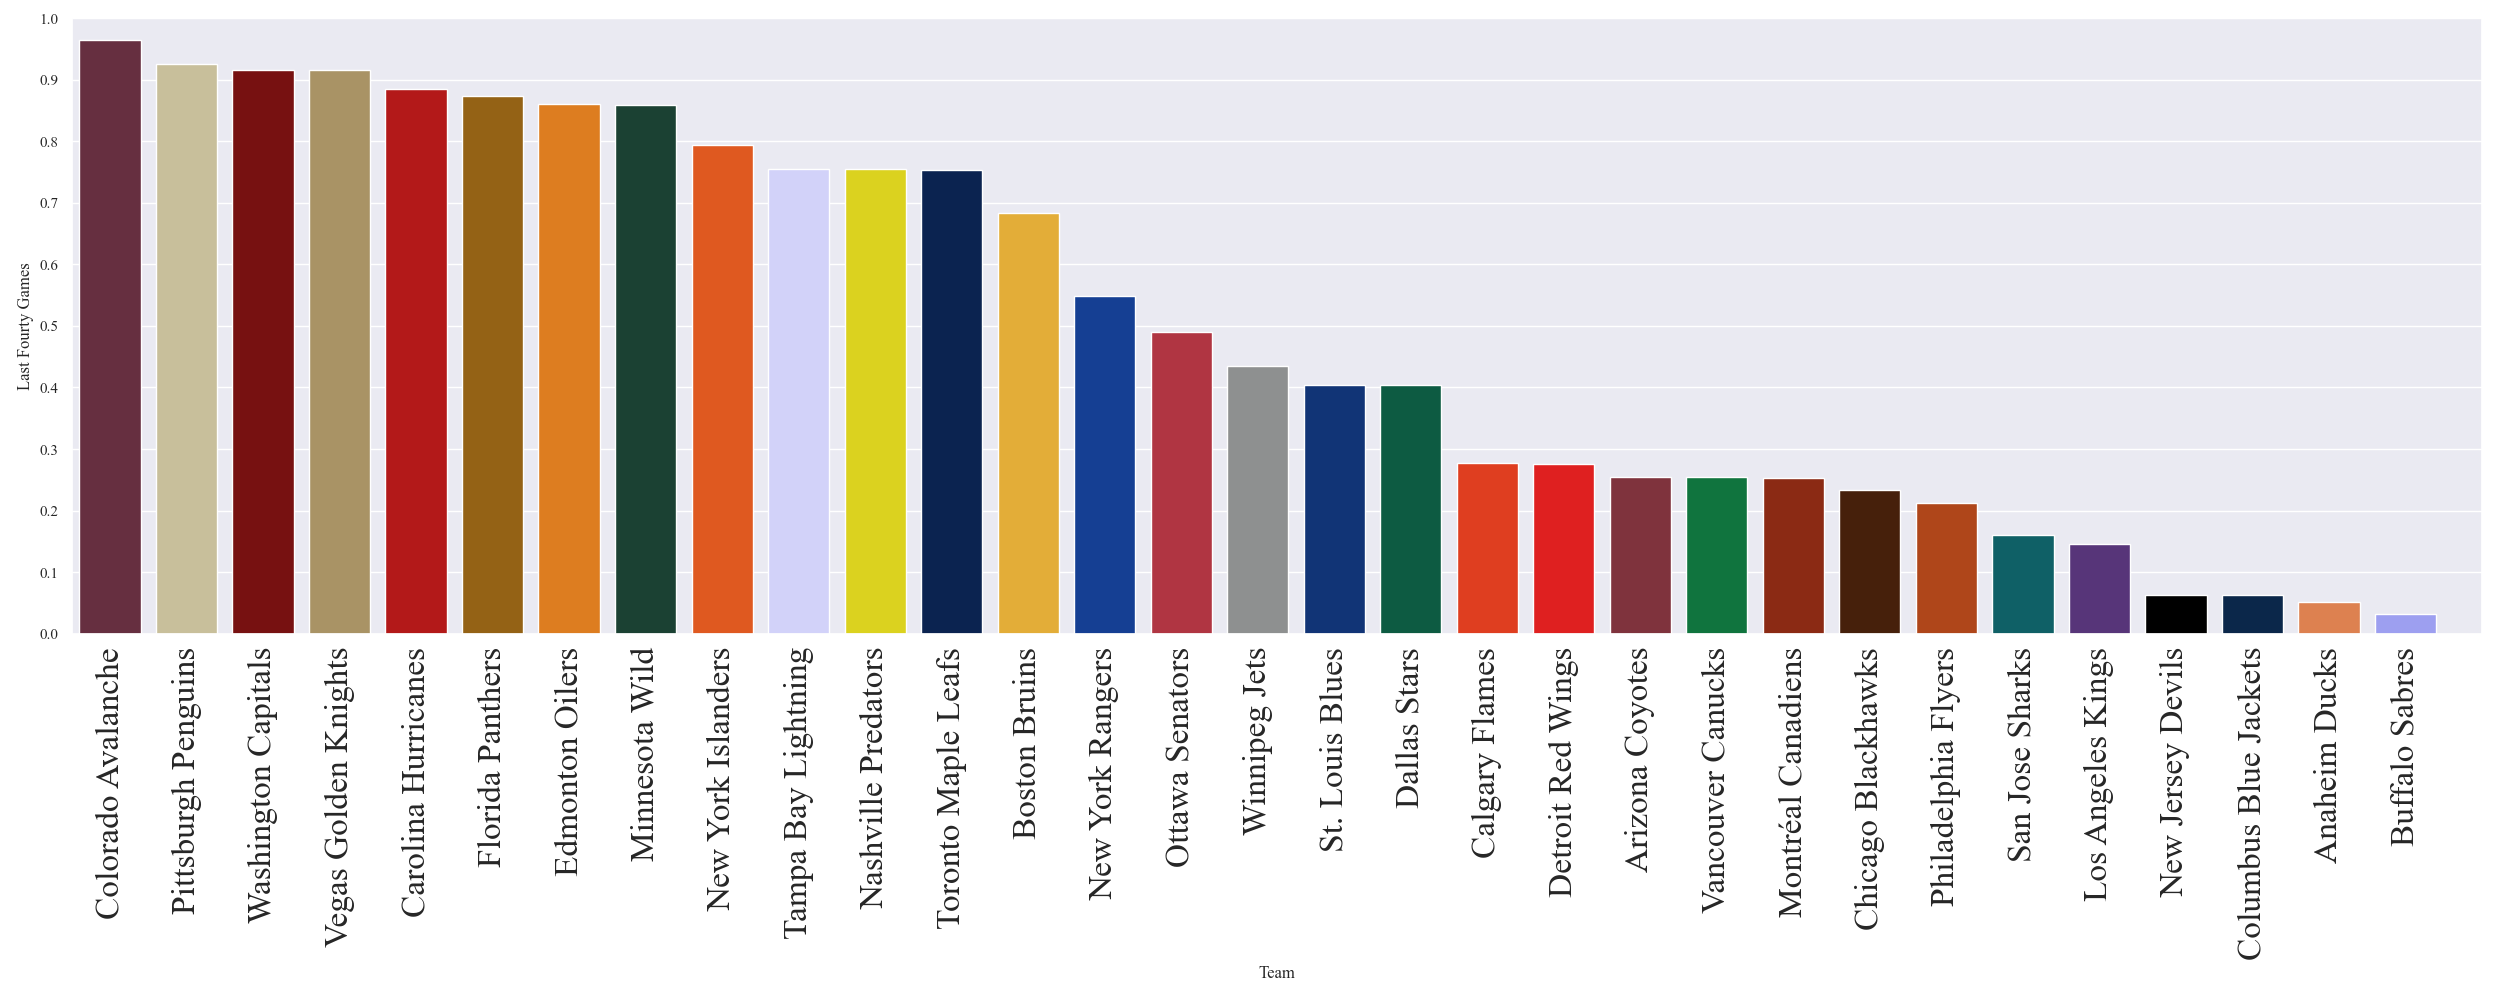 1.0
0.9
0.8
0.7
0.6
0.5
0.4
0.3
0.2
0.1
0.0
Last Fourty Games
Colorado Avalanche
Pittsburgh Penguins
Washington Capitals
Vegas Golden Knights
Carolina Hurricanes
Florida Panthers
Edmonton Oilers
Minnesota Wild
New York Islanders
Tampa Bay Lightning
Nashville Predators
Toronto Maple Leafs
Boston Bruins
New York Rangers
Ottawa Senators
Winnipeg Jets
St. Louis Blues
Dallas Stars
Calgary Flames
Detroit Red Wings
Arizona Coyotes
Vancouver Canucks
Montréal Canadiens
Chicago Blackhawks
Philadelphia Flyers
San Jose Sharks
Los Angeles Kings
New Jersey Devils
Columbus Blue Jackets
Anaheim Ducks
Buffalo Sabres
Team